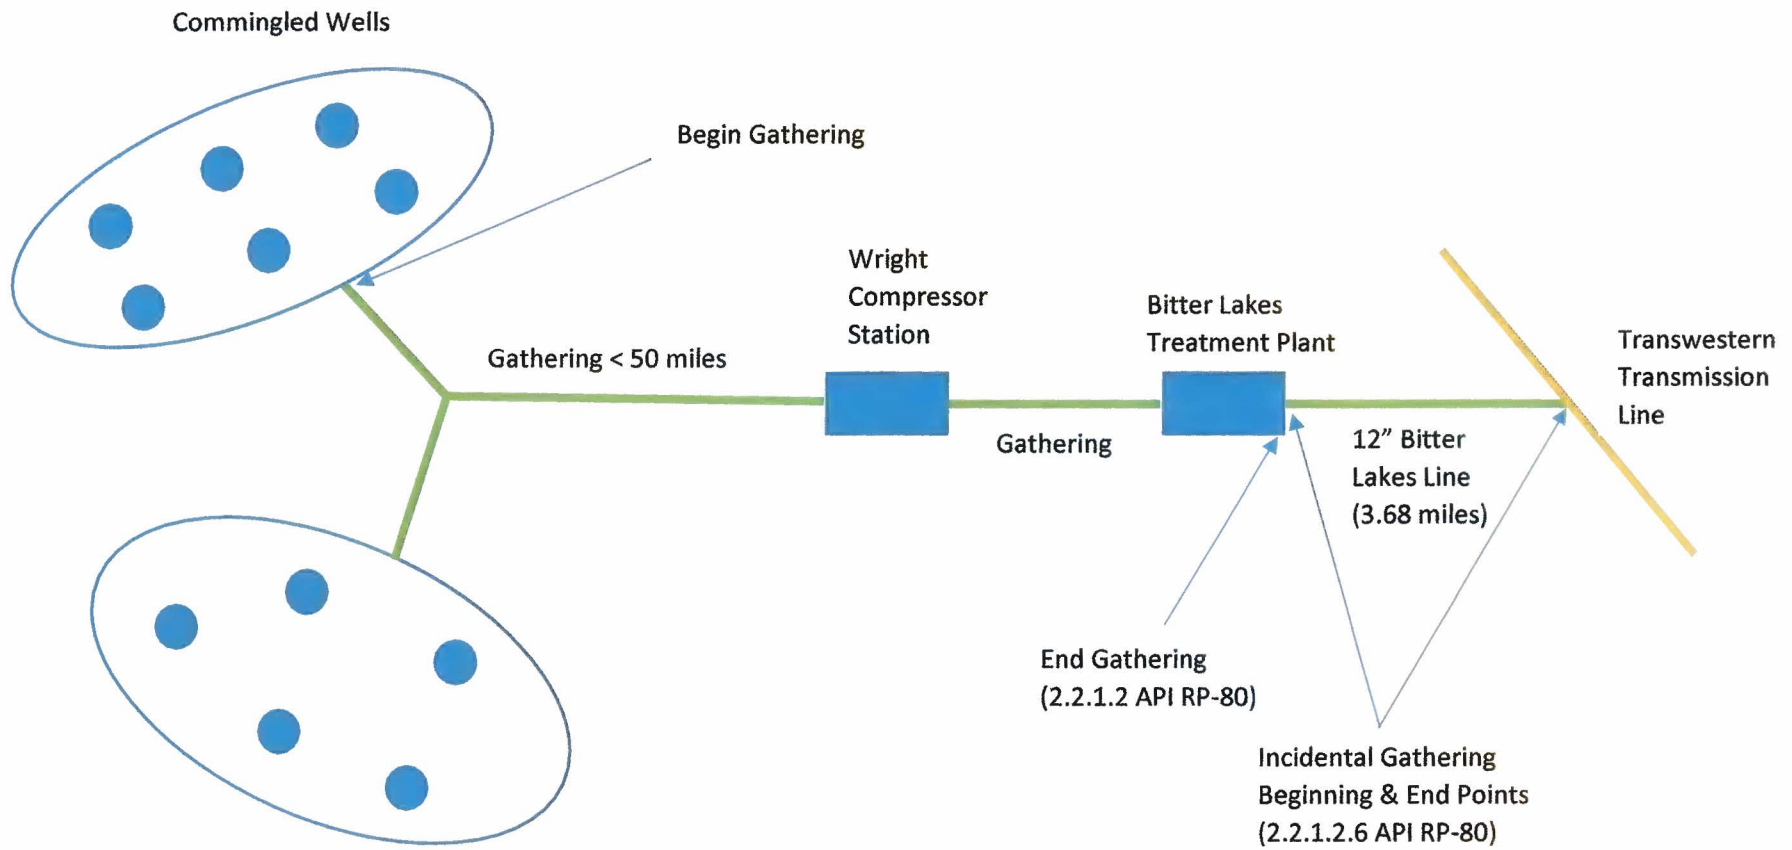 Commingled Wells
Begin Gathering
Wright
Compressor
Station
Bitter Lakes
Treatment Plant
Transwestern
Transmission
Line
Gathering < 50 miles
Gathering
12” Bitter
Lakes Line
(3.68 miles)
End Gathering
(2.2.1.2 API RP-80)
Incidental Gathering
Beginning & End Points
(2.2.1.2.6 API RP-80)